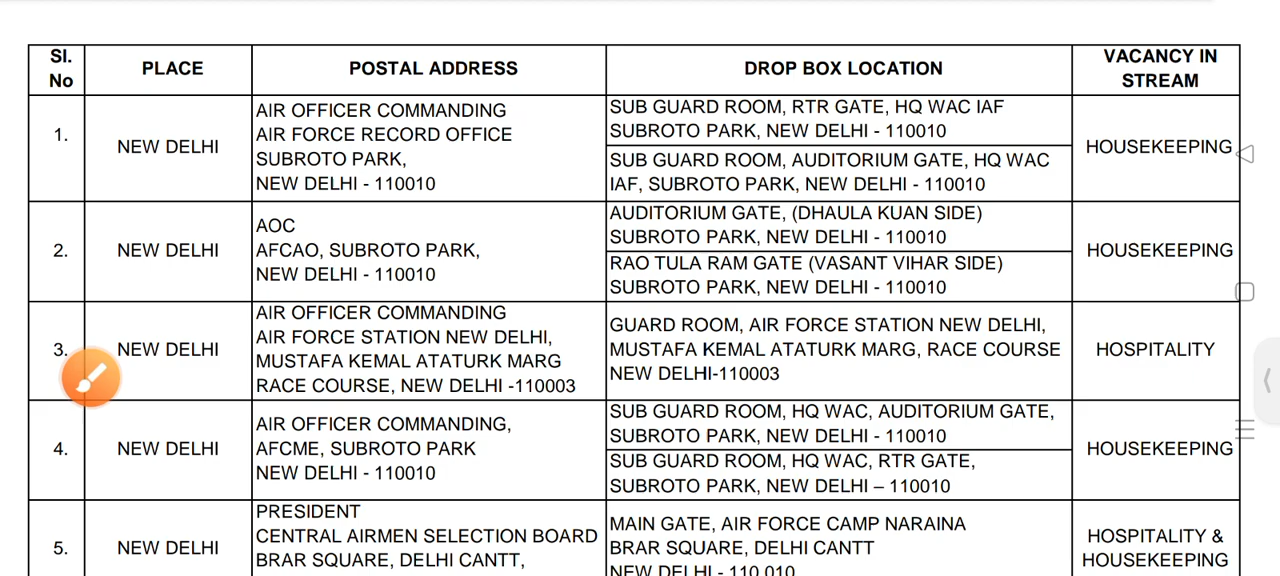 SI. No
PLACE
POSTAL ADDRESS
DROP BOX LOCATION
VACANCY IN STREAM
1.
NEW DELHI
AIR OFFICER COMMANDING
AIR FORCE RECORD OFFICE
SUBROTO PARK,
NEW DELHI - 110010
SUB GUARD ROOM, RTR GATE, HQ WAC IAF
SUBROTO PARK, NEW DELHI - 110010
SUB GUARD ROOM, AUDITORIUM GATE, HQ WAC
IAF, SUBROTO PARK, NEW DELHI - 110010
HOUSEKEEPING
2.
NEW DELHI
AOC
AFCAO, SUBROTO PARK,
NEW DELHI - 110010
AUDITORIUM GATE, (DHAULA KUAN SIDE)
SUBROTO PARK, NEW DELHI - 110010
RAO TULA RAM GATE (VASANT VIHAR SIDE)
SUBROTO PARK, NEW DELHI - 110010
HOUSEKEEPING
3.
NEW DELHI
AIR OFFICER COMMANDING
AIR FORCE STATION NEW DELHI,
MUSTAFA KEMAL ATATURK MARG
RACE COURSE, NEW DELHI -110003
GUARD ROOM, AIR FORCE STATION NEW DELHI,
MUSTAFA KEMAL ATATURK MARG, RACE COURSE
NEW DELHI-110003
HOSPITALITY
4.
NEW DELHI
AIR OFFICER COMMANDING,
AFCME, SUBROTO PARK
NEW DELHI - 110010
SUB GUARD ROOM, HQ WAC, AUDITORIUM GATE,
SUBROTO PARK, NEW DELHI - 110010
SUB GUARD ROOM, HQ WAC, RTR GATE,
SUBROTO PARK, NEW DELHI – 110010
HOUSEKEEPING
5.
NEW DELHI
PRESIDENT
CENTRAL AIRMEN SELECTION BOARD
BRAR SQUARE, DELHI CANTT,
MAIN GATE, AIR FORCE CAMP NARAINA
BRAR SQUARE, DELHI CANTT
NEW DELHI - 110 010
HOSPITALITY &
HOUSEKEEPING